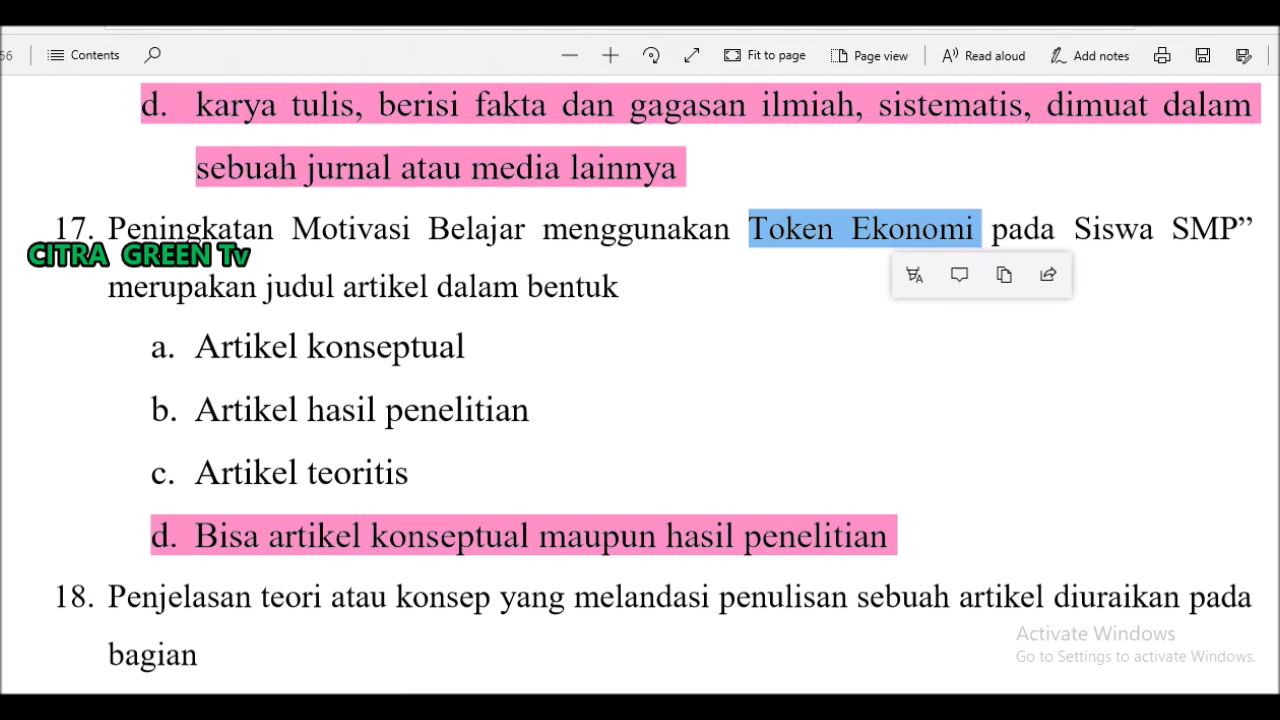 56 Contents Fit to page Page view Read aloud Add notes
d. karya tulis, berisi fakta dan gagasan ilmiah, sistematis, dimuat dalam
sebuah jurnal atau media lainnya
17. Peningkatan Motivasi Belajar menggunakan Token Ekonomi pada Siswa SMP”
CITRA GREEN Tv
merupakan judul artikel dalam bentuk
a. Artikel konseptual
b. Artikel hasil penelitian
c. Artikel teoritis
d. Bisa artikel konseptual maupun hasil penelitian
18. Penjelasan teori atau konsep yang melandasi penulisan sebuah artikel diuraikan pada
bagian
Activate Windows
Go to Settings to activate Windows.